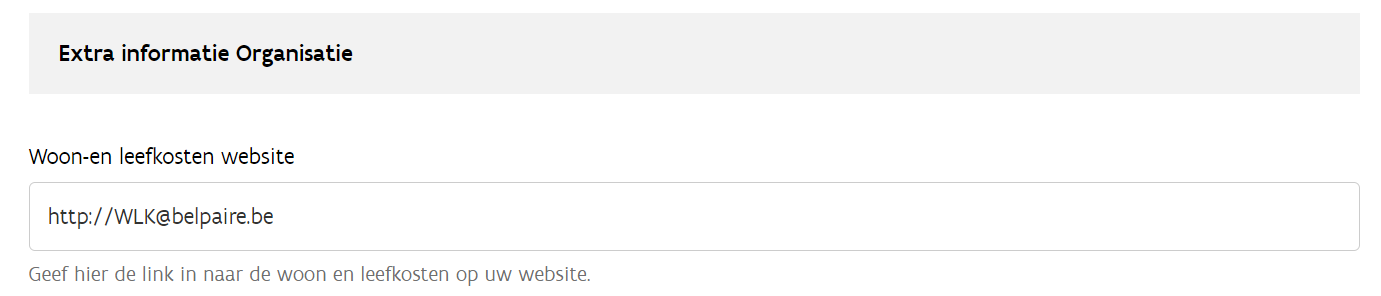 Extra informatie Organisatie
Woon-en leefkosten website
http://WLK@belpaire.be
Geef hier de link in naar de woon en leefkosten op uw website.